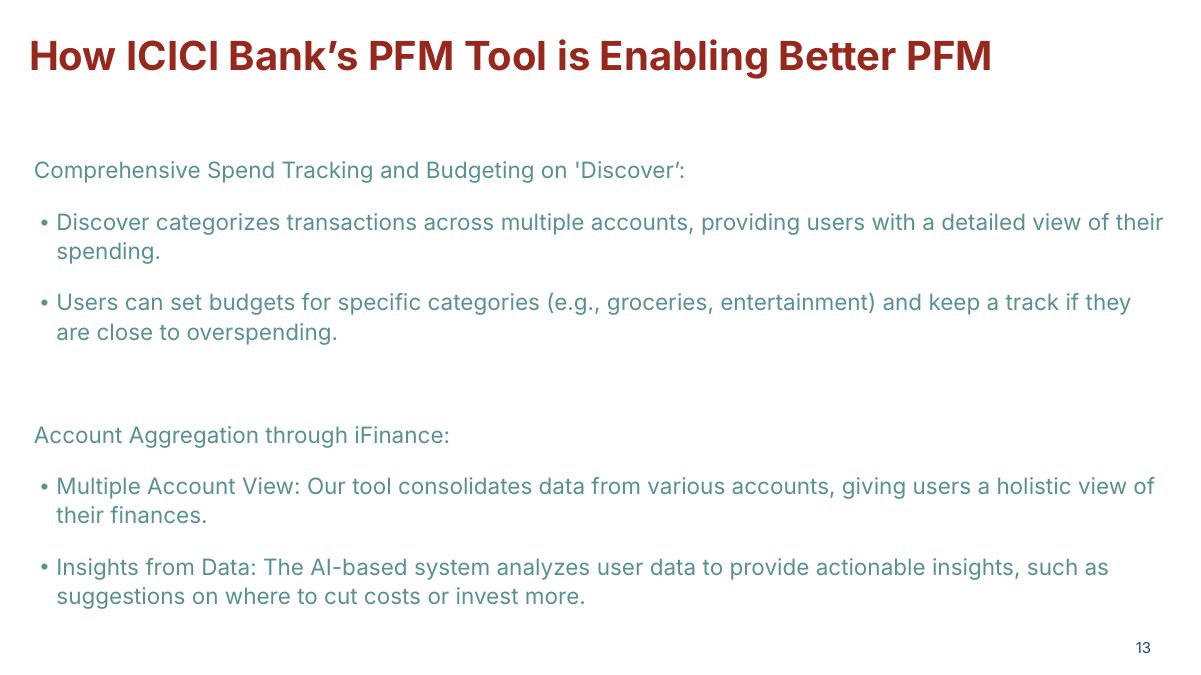 How ICICI Bank’s PFM Tool is Enabling Better PFM
Comprehensive Spend Tracking and Budgeting on 'Discover’:
• Discover categorizes transactions across multiple accounts, providing users with a detailed view of their
spending.
• Users can set budgets for specific categories (e.g., groceries, entertainment) and keep a track if they
are close to overspending.
Account Aggregation through iFinance:
• Multiple Account View: Our tool consolidates data from various accounts, giving users a holistic view of
their finances.
• Insights from Data: The AI-based system analyzes user data to provide actionable insights, such as
suggestions on where to cut costs or invest more.
13